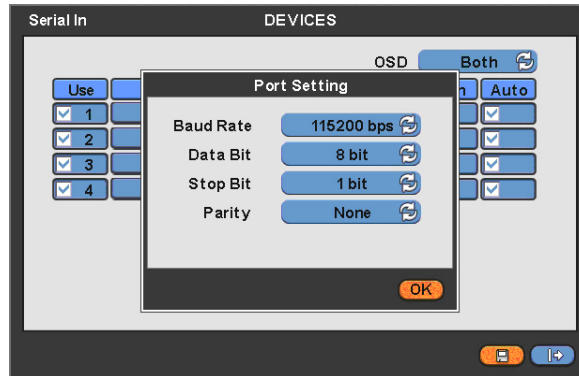 Serial In DEVICES
OSD Both
Use Auto
Port Setting
1
2
3
4
Baud Rate 115200 bps
Data Bit 8 bit
Stop Bit 1 bit
Parity None
OK